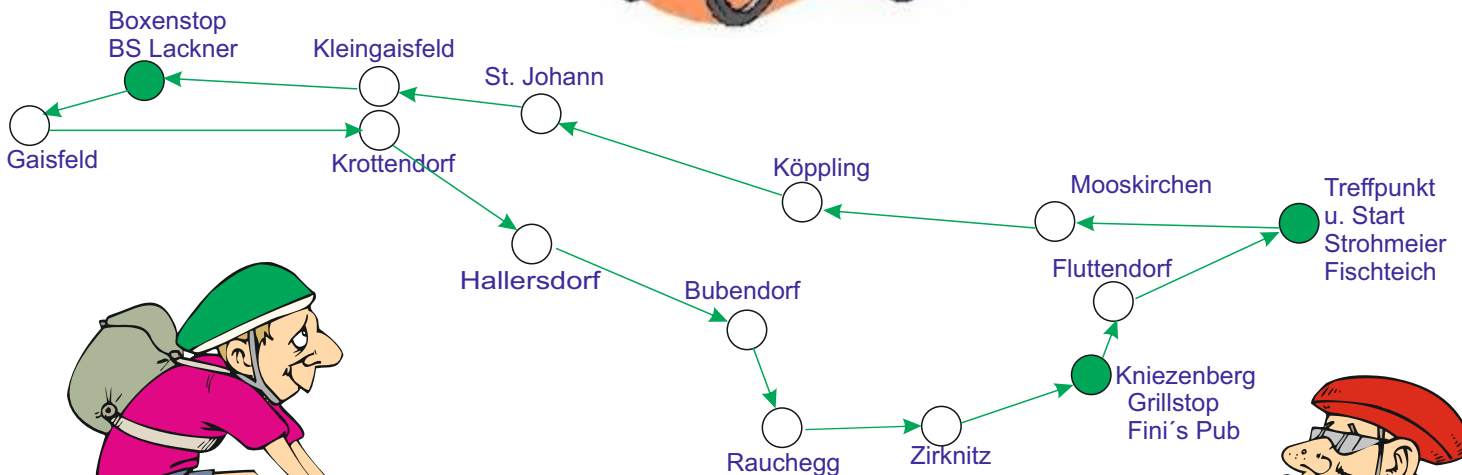 Boxenstop
BS Lackner
Kleingaisfeld
St. Johann
Gaisfeld
Krottendorf
Köppling
Mooskirchen
Treffpunkt
u. Start
Strohmeier
Fischteich
Hallersdorf
Bubendorf
Fluttendorf
Kniezenberg
Grillstop
Fini´s Pub
Rauchegg
Zirknitz